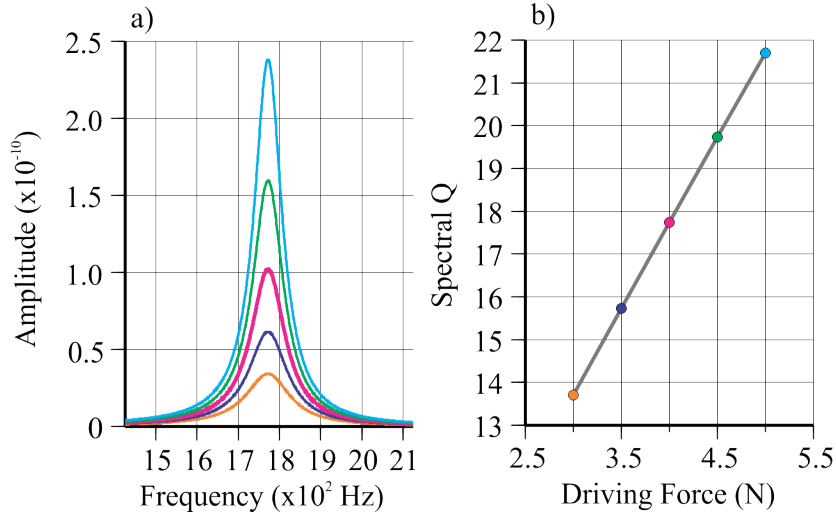 a)
2.5
2.0
1.5
1.0
0.5
0
15 16 17 18 19 20 21
Amplitude (x10⁻¹⁰)
Frequency (x10² Hz)
b)
22
21
20
19
18
17
16
15
14
13
2.5 3.5 4.5 5.5
Spectral Q
Driving Force (N)